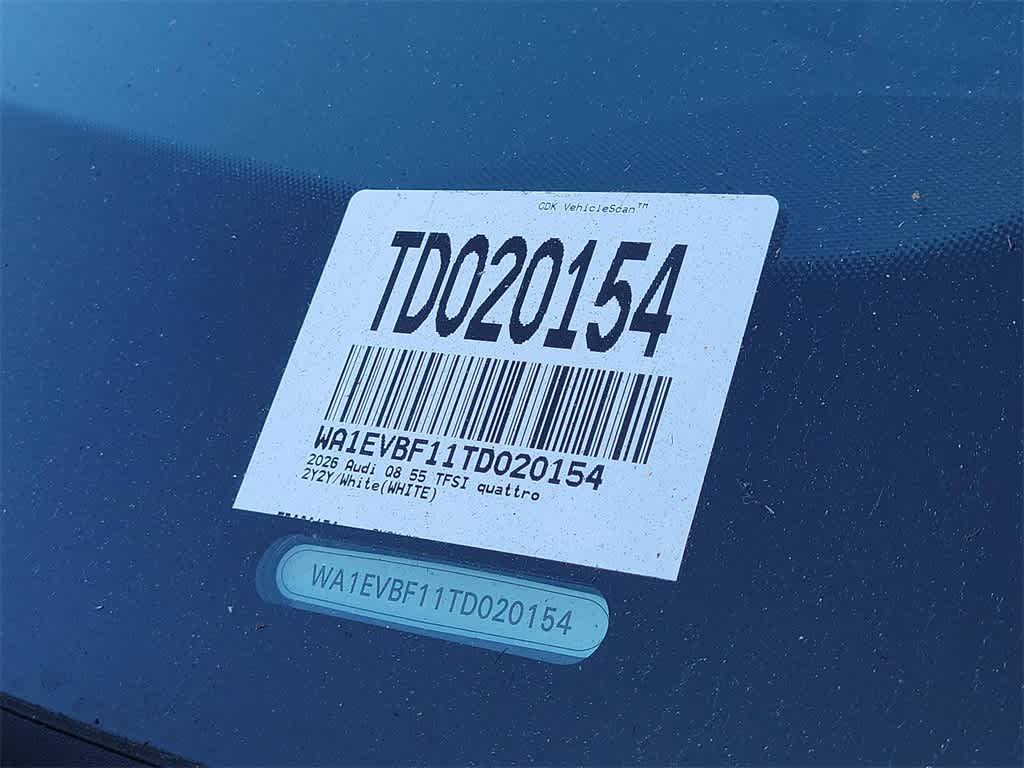 CDK VehicleScan™
TD020154
WA1EVBF11TD020154
2026 Audi Q8 55 TFSI quattro
2Y2Y/White(WHITE)
WA1EVBF11TD020154